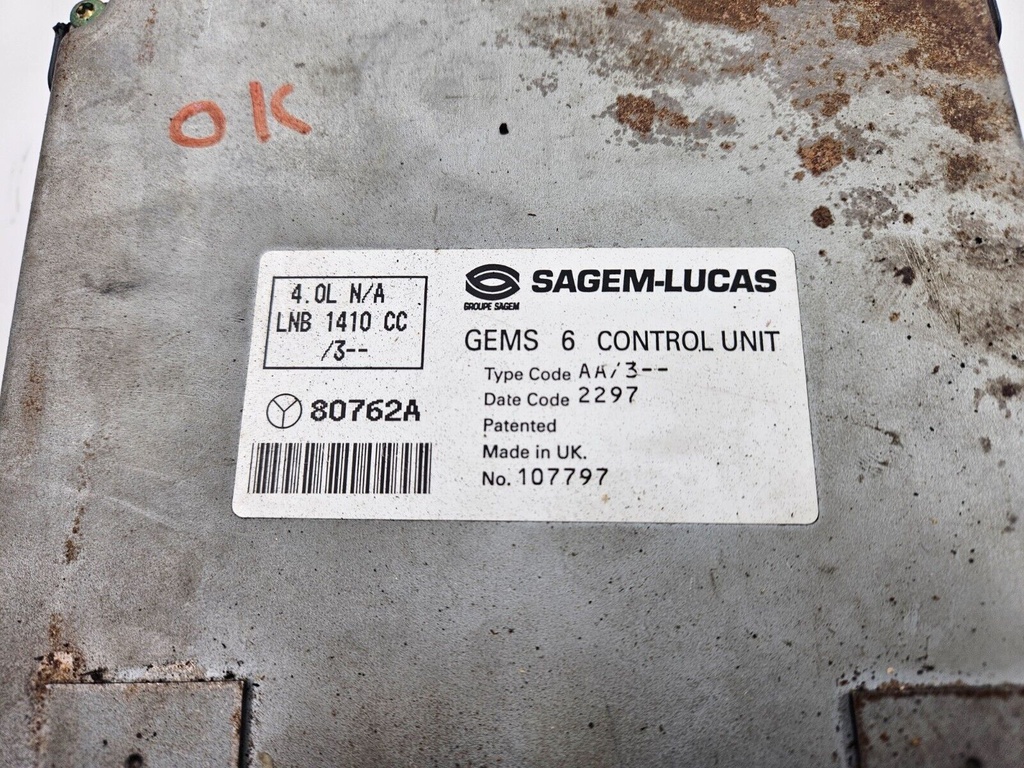 OK
4.0L N/A
LNB 1410 CC
/3--
80762A
GROUPE SAGEM
SAGEM-LUCAS
GEMS 6 CONTROL UNIT
Type Code AA/3--
Date Code 2297
Patented
Made in UK.
No. 107797